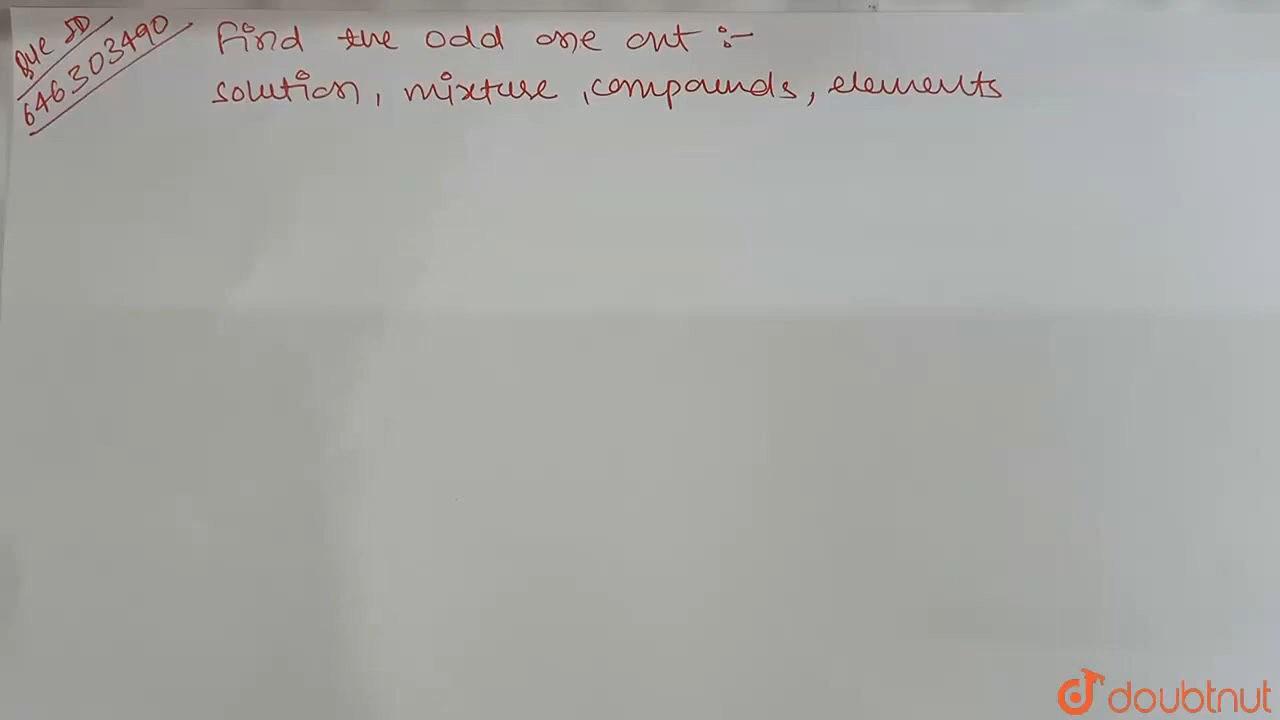 Que ID
646303490
Find the odd one out :-
solution, mixture, compounds, elements
doubtnut